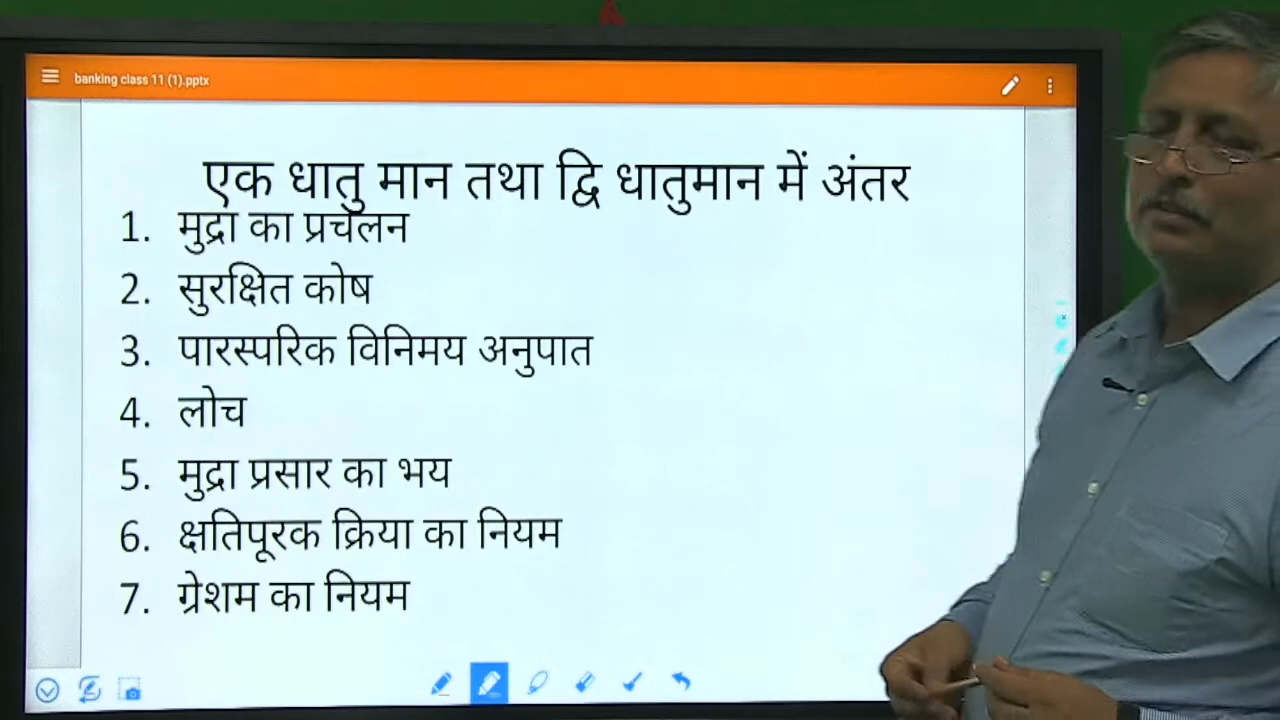 banking class 11 (1).pptx
एक धातु मान तथा द्वि धातुमान में अंतर
1. मुद्रा का प्रचलन
2. सुरक्षित कोष
3. पारस्परिक विनिमय अनुपात
4. लोच
5. मुद्रा प्रसार का भय
6. क्षतिपूरक क्रिया का नियम
7. ग्रेशम का नियम